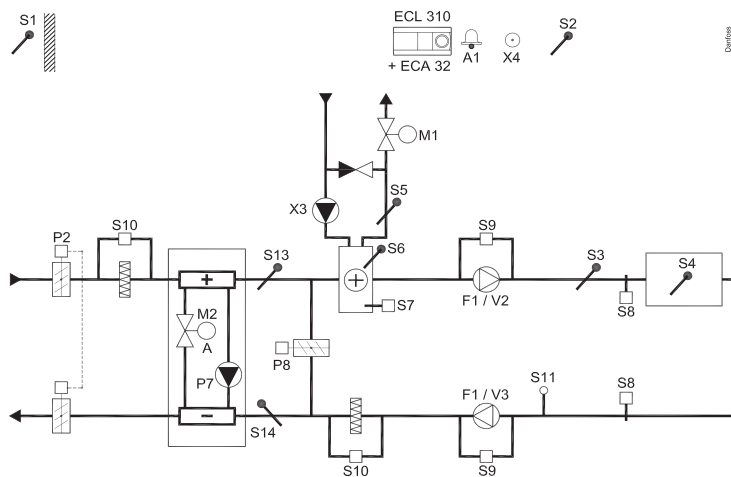 S1
ECL 310
+ ECA 32
A1
X4
S2
Danfoss
M1
S5
X3
S6
S7
P2
S10
S13
S9
F1 / V2
S3
S8
S4
M2
A
P7
P8
S14
S10
F1 / V3
S9
S11
S8